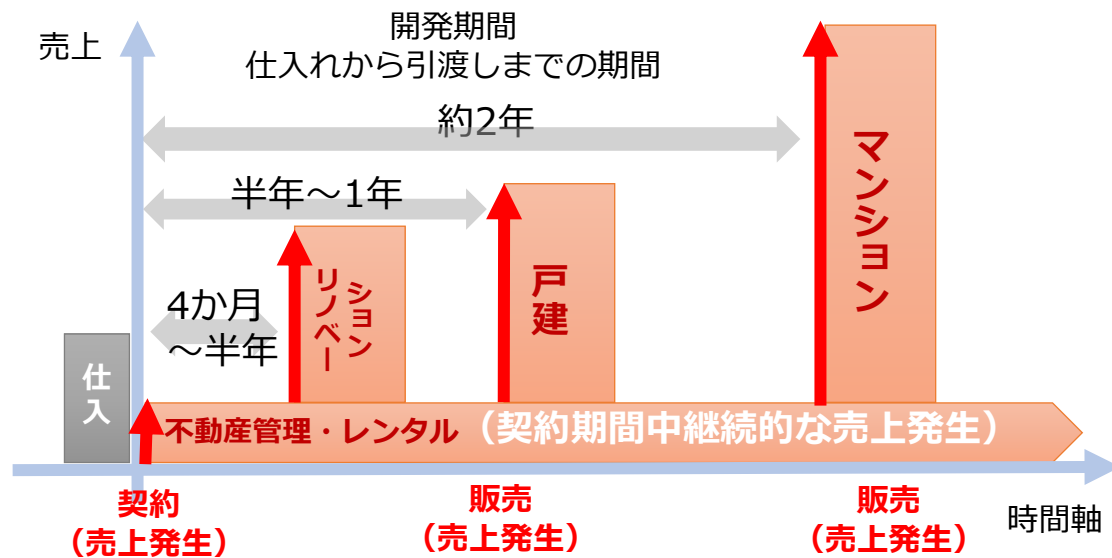 売上
開発期間
仕入れから引渡しまでの期間
約2年
半年～1年
4か月
～半年
仕入
リノベー
ション
戸建
マンション
不動産管理・レンタル（契約期間中継続的な売上発生）
契約
（売上発生）
販売
（売上発生）
販売
（売上発生）
時間軸